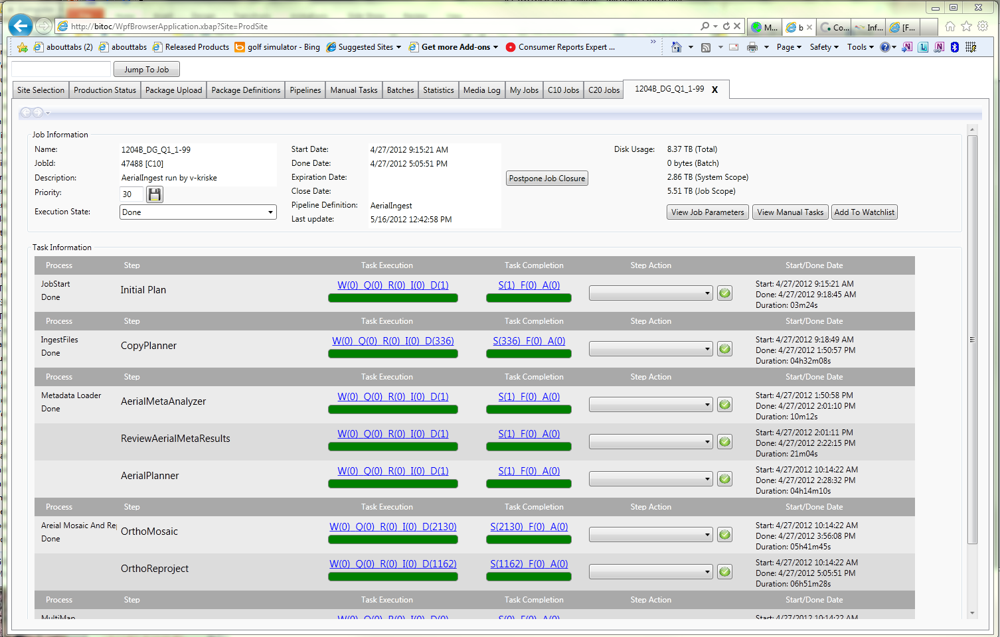 http://bitoc/WpfBrowserApplication.xbap?Site=ProdSite
M...
b
Co...
Inf...
[F...
abouttabs (2)
abouttabs
Released Products
golf simulator - Bing
Suggested Sites
Get more Add-ons
Consumer Reports Expert ...
Page
Safety
Tools
Jump To Job
Site Selection
Production Status
Package Upload
Package Definitions
Pipelines
Manual Tasks
Batches
Statistics
Media Log
My Jobs
C10 Jobs
C20 Jobs
1204B_DG_Q1_1-99 X
Job Information
Name: 1204B_DG_Q1_1-99
JobId: 47488 [C10]
Description: AerialIngest run by v-kriske
Priority: 30
Execution State: Done
Start Date: 4/27/2012 9:15:21 AM
Done Date: 4/27/2012 5:05:51 PM
Expiration Date:
Close Date:
Pipeline Definition: AerialIngest
Last update: 5/16/2012 12:42:58 PM
Postpone Job Closure
Disk Usage: 8.37 TB (Total)
0 bytes (Batch)
2.86 TB (System Scope)
5.51 TB (Job Scope)
View Job Parameters
View Manual Tasks
Add To Watchlist
Task Information
Process Step Task Execution Task Completion Step Action Start/Done Date
JobStart
Done
Initial Plan
W(0) Q(0) R(0) I(0) D(1)
S(1) F(0) A(0)
Start: 4/27/2012 9:15:21 AM
Done: 4/27/2012 9:18:45 AM
Duration: 03m24s
Process Step Task Execution Task Completion Step Action Start/Done Date
IngestFiles
Done
CopyPlanner
W(0) Q(0) R(0) I(0) D(336)
S(336) F(0) A(0)
Start: 4/27/2012 9:18:49 AM
Done: 4/27/2012 1:50:57 PM
Duration: 04h32m08s
Process Step Task Execution Task Completion Step Action Start/Done Date
Metadata Loader
Done
AerialMetaAnalyzer
W(0) Q(0) R(0) I(0) D(1)
S(1) F(0) A(0)
Start: 4/27/2012 1:50:58 PM
Done: 4/27/2012 2:01:10 PM
Duration: 10m12s
ReviewAerialMetaResults
W(0) Q(0) R(0) I(0) D(1)
S(1) F(0) A(0)
Start: 4/27/2012 2:01:11 PM
Done: 4/27/2012 2:22:15 PM
Duration: 21m04s
AerialPlanner
W(0) Q(0) R(0) I(0) D(1)
S(1) F(0) A(0)
Start: 4/27/2012 10:14:22 AM
Done: 4/27/2012 2:28:32 PM
Duration: 04h14m10s
Process Step Task Execution Task Completion Step Action Start/Done Date
Areial Mosaic And Rep
Done
OrthoMosaic
W(0) Q(0) R(0) I(0) D(2130)
S(2130) F(0) A(0)
Start: 4/27/2012 10:14:22 AM
Done: 4/27/2012 3:56:08 PM
Duration: 05h41m45s
OrthoReproject
W(0) Q(0) R(0) I(0) D(1162)
S(1162) F(0) A(0)
Start: 4/27/2012 10:14:22 AM
Done: 4/27/2012 5:05:51 PM
Duration: 06h51m28s
Process Step Task Execution Task Completion Step Action Start/Done Date
MultiMap
W(0) Q(0) R(0) I(0) D(0)
S(0) F(0) A(0)
Start: 4/27/2012 10:14:22 AM